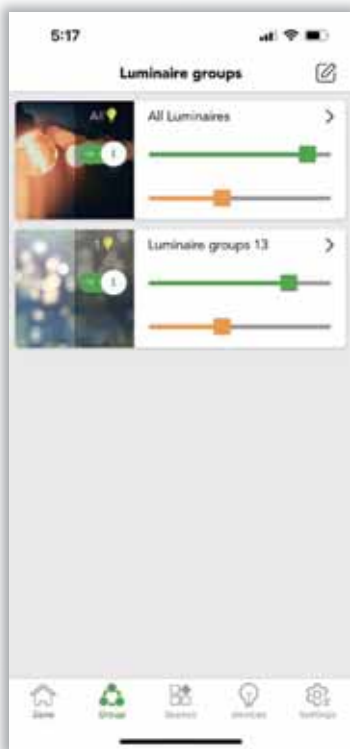 5:17
Luminaire groups
All
All Luminaires
1
Luminaire groups 13
Group